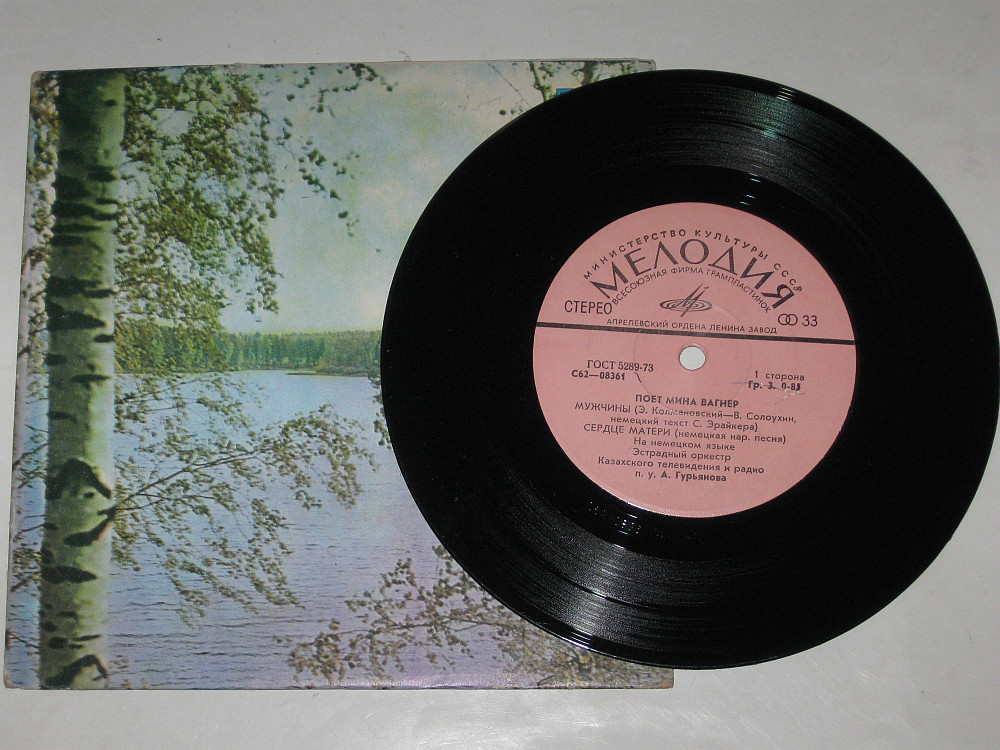 МИНИСТЕРСТВО КУЛЬТУРЫ СССР
МЕЛОДИЯ
ВСЕСОЮЗНАЯ ФИРМА ГРАМПЛАСТИНОК
СТЕРЕО
33
АПРЕЛЕВСКИЙ ОРДЕНА ЛЕНИНА ЗАВОД
ГОСТ 5289-73
С62—08361
1 сторона
Гр. 3. 0-85
ПОЕТ МИНА ВАГНЕР
МУЖЧИНЫ (Э. Колмановский—В. Солоухин,
немецкий текст С. Эрайкера)
СЕРДЦЕ МАТЕРИ (немецкая нар. песня)
На немецком языке
Эстрадный оркестр
Казахского телевидения и радио
п. у. А. Гурьянова